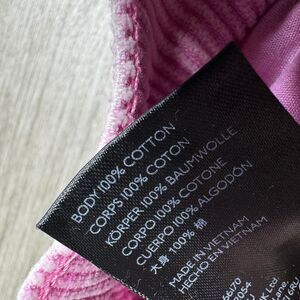 BODY 100% COTTON
CORPS 100% COTON
KÖRPER 100% BAUMWOLLE
CORPO 100% COTONE
CUERPO 100% ALGODÓN
大身 100% 棉
MADE IN VIETNAM
HECHO EN VIETNAM